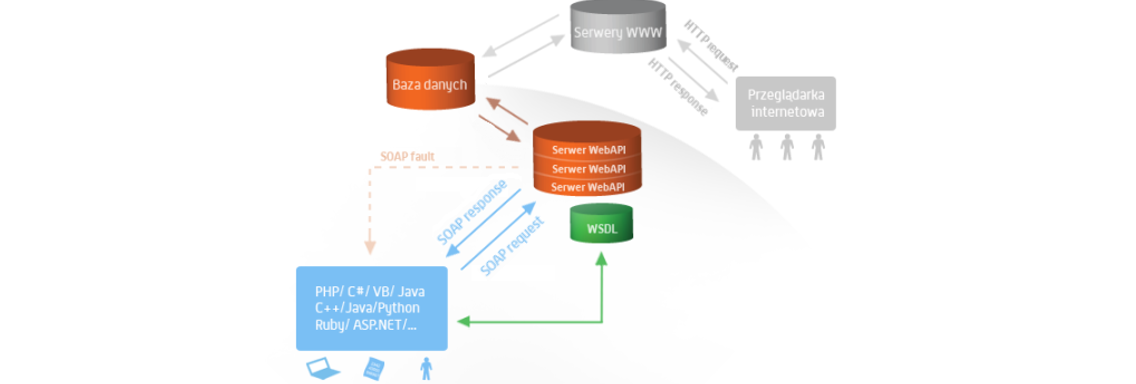 Serwery WWW
HTTP request
HTTP response
Baza danych
Przeglądarka
internetowa
Serwer WebAPI
Serwer WebAPI
Serwer WebAPI
SOAP fault
SOAP response
SOAP request
WSDL
PHP/ C#/ VB/ Java
C++/Java/Python
Ruby/ ASP.NET/...